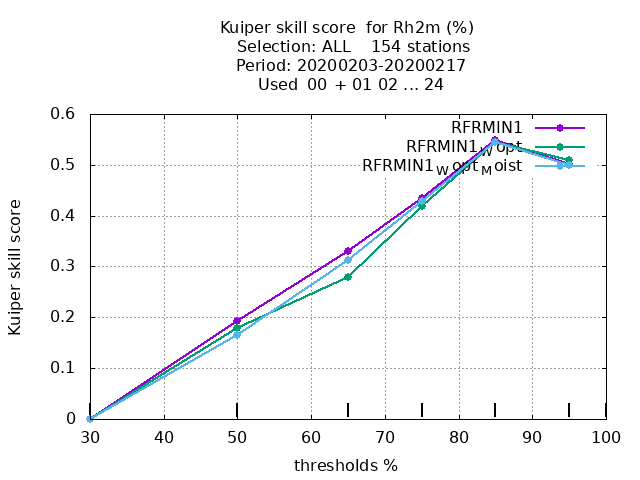 Kuiper skill score for Rh2m (%)
Selection: ALL 154 stations
Period: 20200203-20200217
Used 00 + 01 02 ... 24
RFRMIN1
RFRMIN1Wopt
RFRMIN1WoptMoist
Kuiper skill score
0.6
0.5
0.4
0.3
0.2
0.1
0
30 40 50 60 70 80 90 100
thresholds %